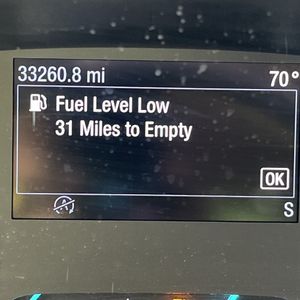 33260.8 mi 70°
Fuel Level Low
31 Miles to Empty
OK
S